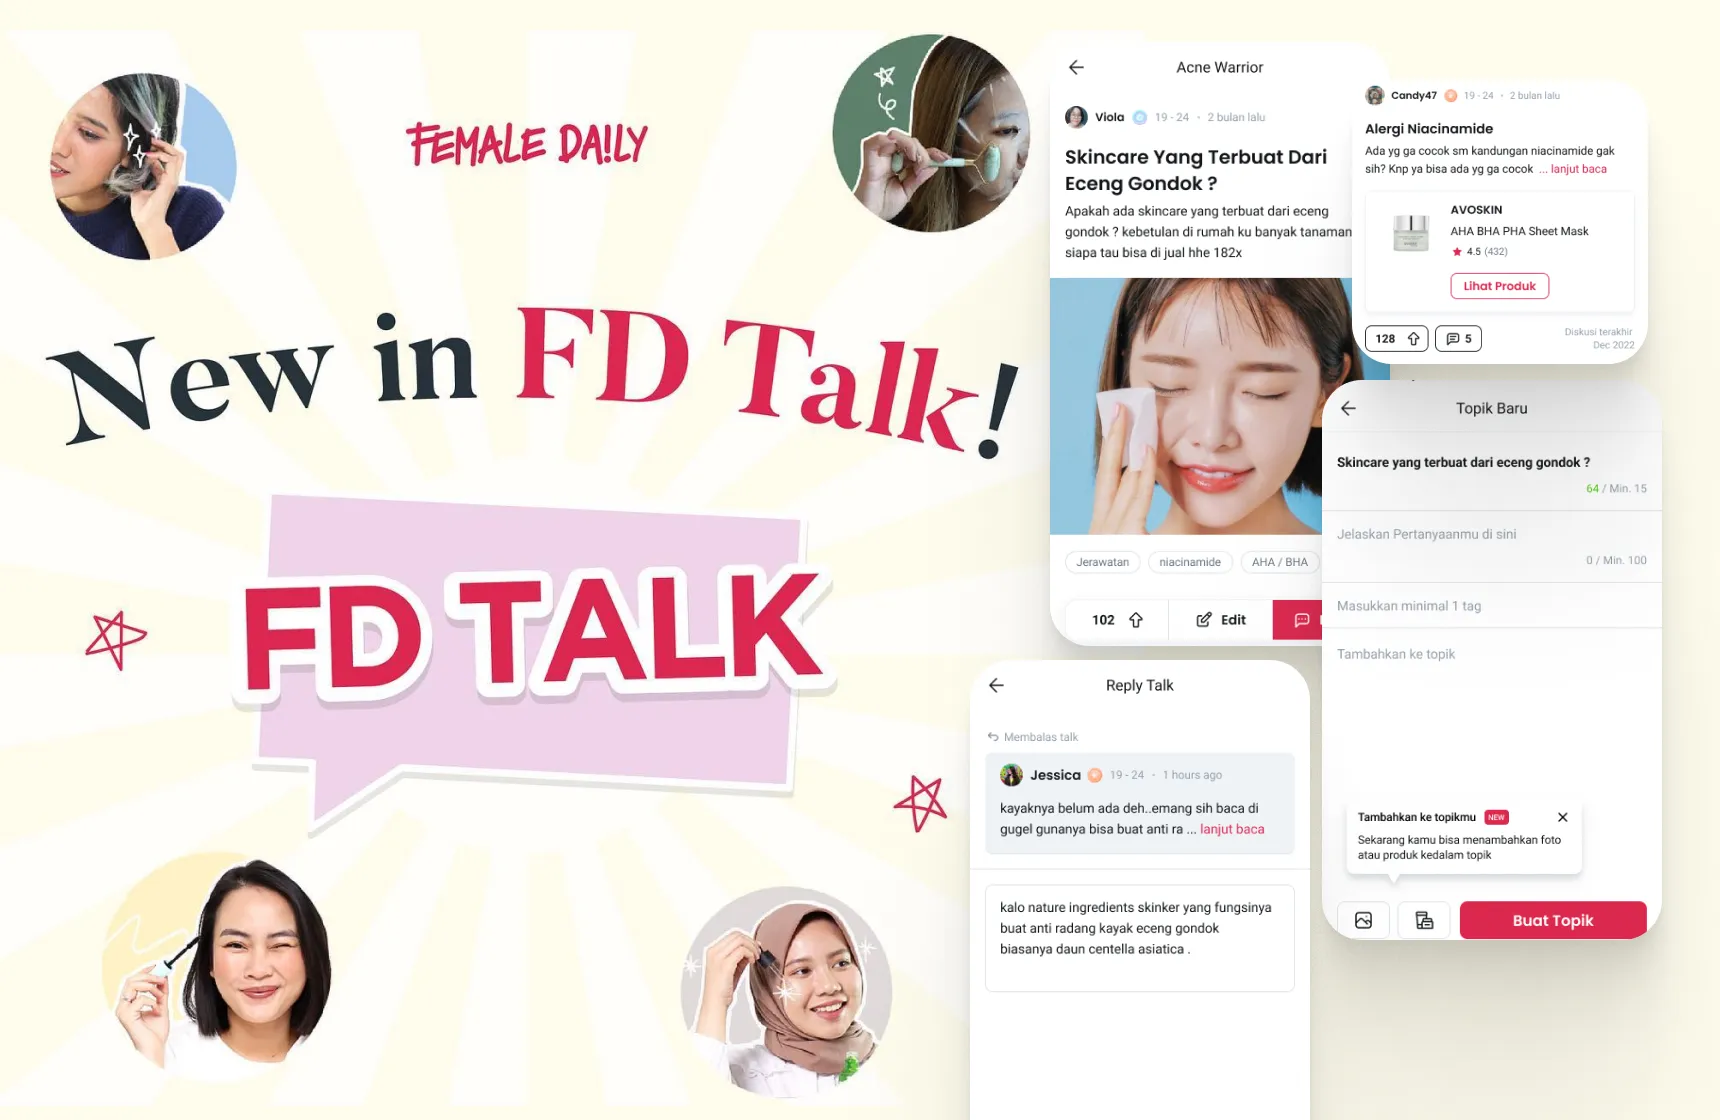 FEMALE DA!LY
New in FD Talk!
FD TALK
Acne Warrior
Viola 19 - 24 • 2 bulan lalu
Skincare Yang Terbuat Dari
Eceng Gondok ?
Apakah ada skincare yang terbuat dari eceng
gondok ? kebetulan di rumah ku banyak tanaman
siapa tau bisa di jual hhe 182x
Jerawatan niacinamide AHA / BHA
102 Edit
Candy47 19 - 24 • 2 bulan lalu
Alergi Niacinamide
Ada yg ga cocok sm kandungan niacinamide gak
sih? Knp ya bisa ada yg ga cocok ... lanjut baca
AVOSKIN
AHA BHA PHA Sheet Mask
4.5 (432)
Lihat Produk
128 5
Diskusi terakhir
Dec 2022
Topik Baru
Skincare yang terbuat dari eceng gondok ?
64 / Min. 15
Jelaskan Pertanyaanmu di sini
0 / Min. 100
Masukkan minimal 1 tag
Tambahkan ke topik
Tambahkan ke topikmu NEW
Sekarang kamu bisa menambahkan foto
atau produk kedalam topik
Buat Topik
Reply Talk
Membalas talk
Jessica 19 - 24 • 1 hours ago
kayaknya belum ada deh..emang sih baca di
gugel gunanya bisa buat anti ra ... lanjut baca
kalo nature ingredients skinker yang fungsinya
buat anti radang kayak eceng gondok
biasanya daun centella asiatica .